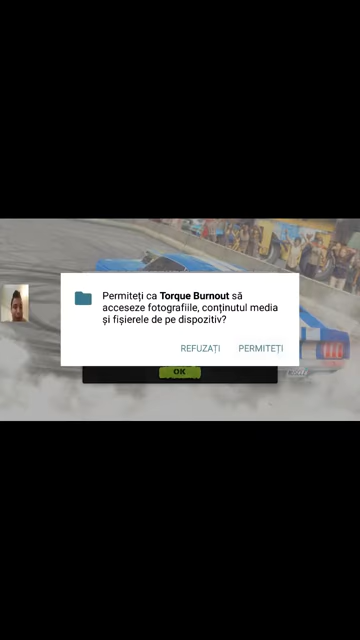 Permiteți ca Torque Burnout să
acceseze fotografiile, conținutul media
și fișierele de pe dispozitiv?
REFUZAȚI PERMITEȚI
OK